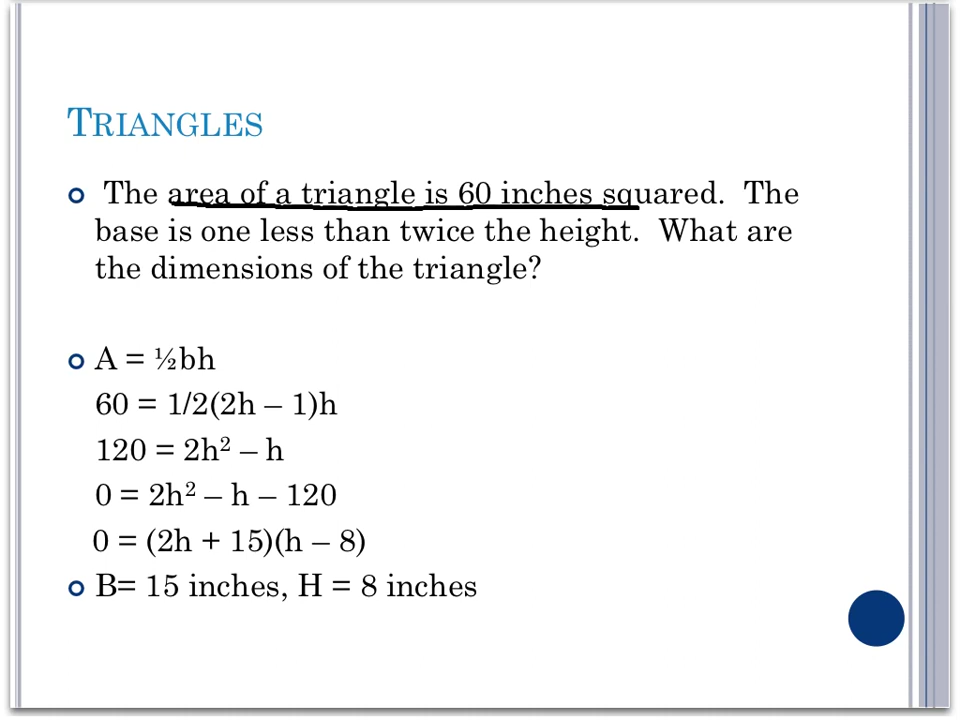 TRIANGLES
The area of a triangle is 60 inches squared. The
base is one less than twice the height. What are
the dimensions of the triangle?
A = ½bh
60 = 1/2(2h – 1)h
120 = 2h² – h
0 = 2h² – h – 120
0 = (2h + 15)(h – 8)
B= 15 inches, H = 8 inches